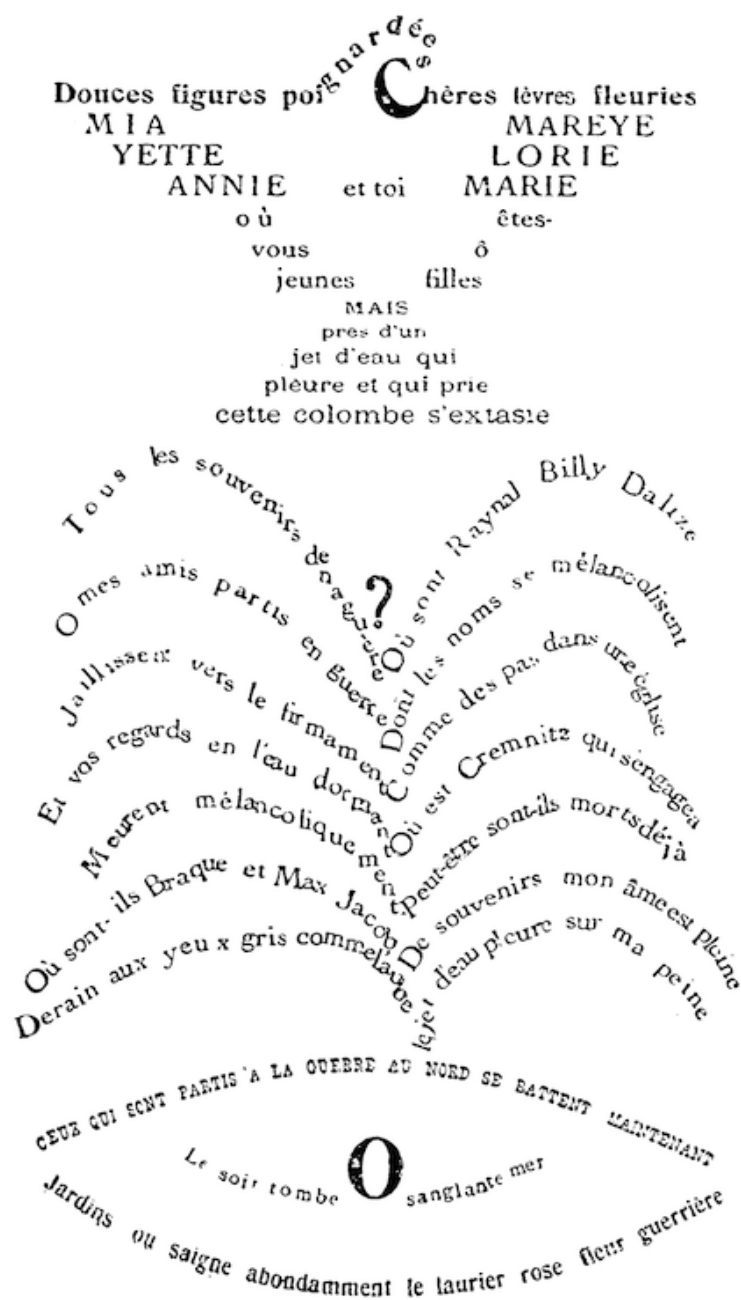 Douces figures poignardées Chères lèvres fleuries
MIA MAREYE
YETTE LORIE
ANNIE et toi MARIE
où êtes-
vous ô
jeunes filles
MAIS
près d'un
jet d'eau qui
pleure et qui prie
cette colombe s'extasie
Tous les souvenirs de naguère
O mes amis partis en guerre
Jaillissent vers le firmament
Et vos regards en l'eau dormant
Meurent mélancoliquement
Où sont-ils Braque et Max Jacob
Derain aux yeux gris comme l'aube
?
Où sont Raynal Billy Dalize
Dont les noms se mélancolisent
Comme des pas dans une église
Où est Cremnitz qui s'engagea
Peut-être sont-ils morts déjà
De souvenirs mon âme est pleine
Le jet d'eau pleure sur ma peine
CEUX QUI SONT PARTIS A LA GUERRE AU NORD SE BATTENT MAINTENANT
Le soir tombe O sanglante mer
Jardins où saigne abondamment le laurier rose fleur guerrière